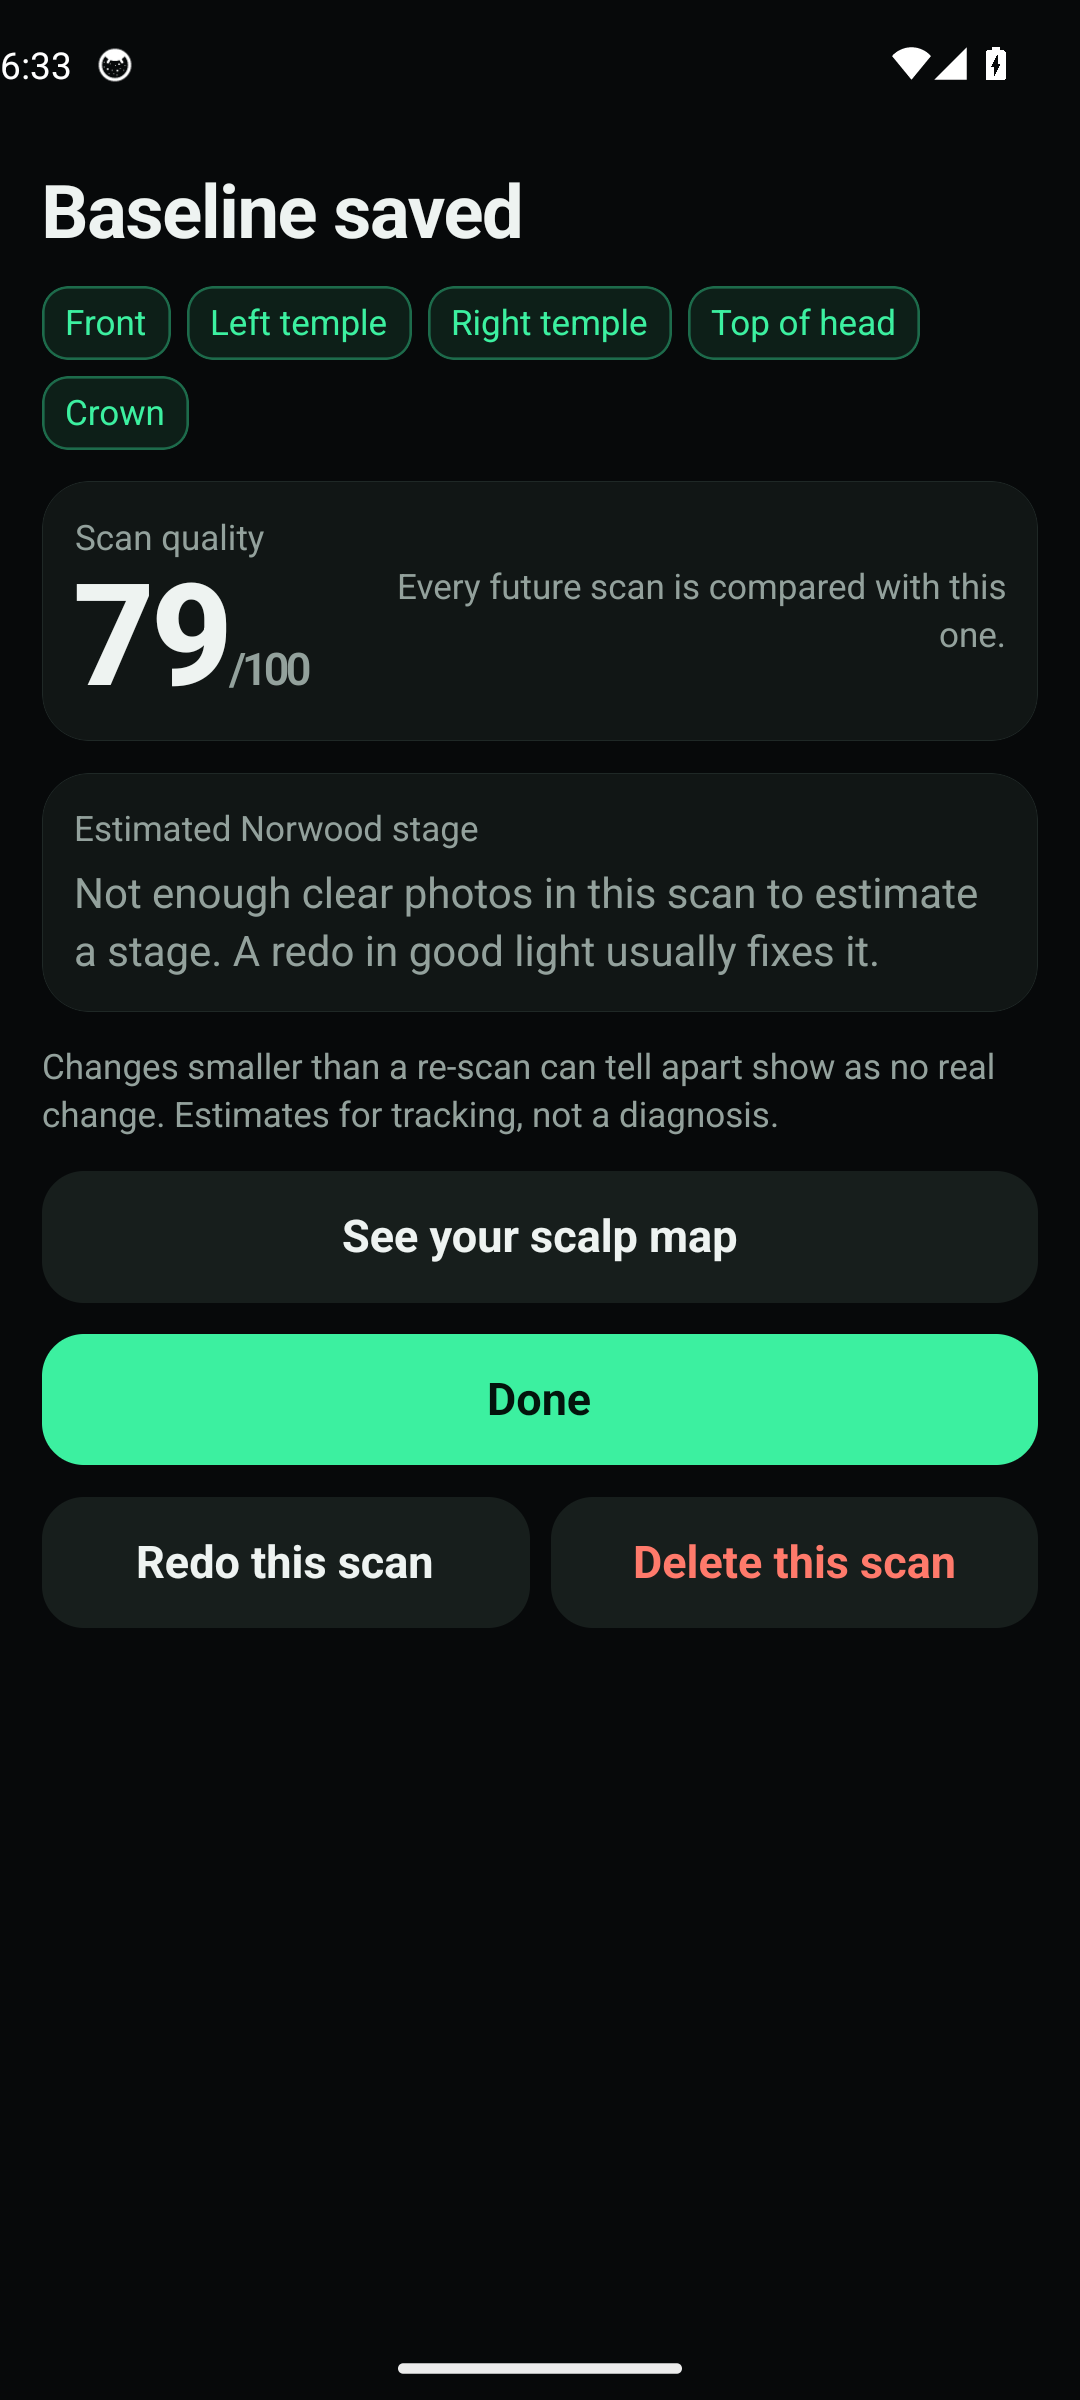 6:33
Baseline saved
Front Left temple Right temple Top of head
Crown
Scan quality
79/100
Every future scan is compared with this
one.
Estimated Norwood stage
Not enough clear photos in this scan to estimate
a stage. A redo in good light usually fixes it.
Changes smaller than a re-scan can tell apart show as no real
change. Estimates for tracking, not a diagnosis.
See your scalp map
Done
Redo this scan Delete this scan